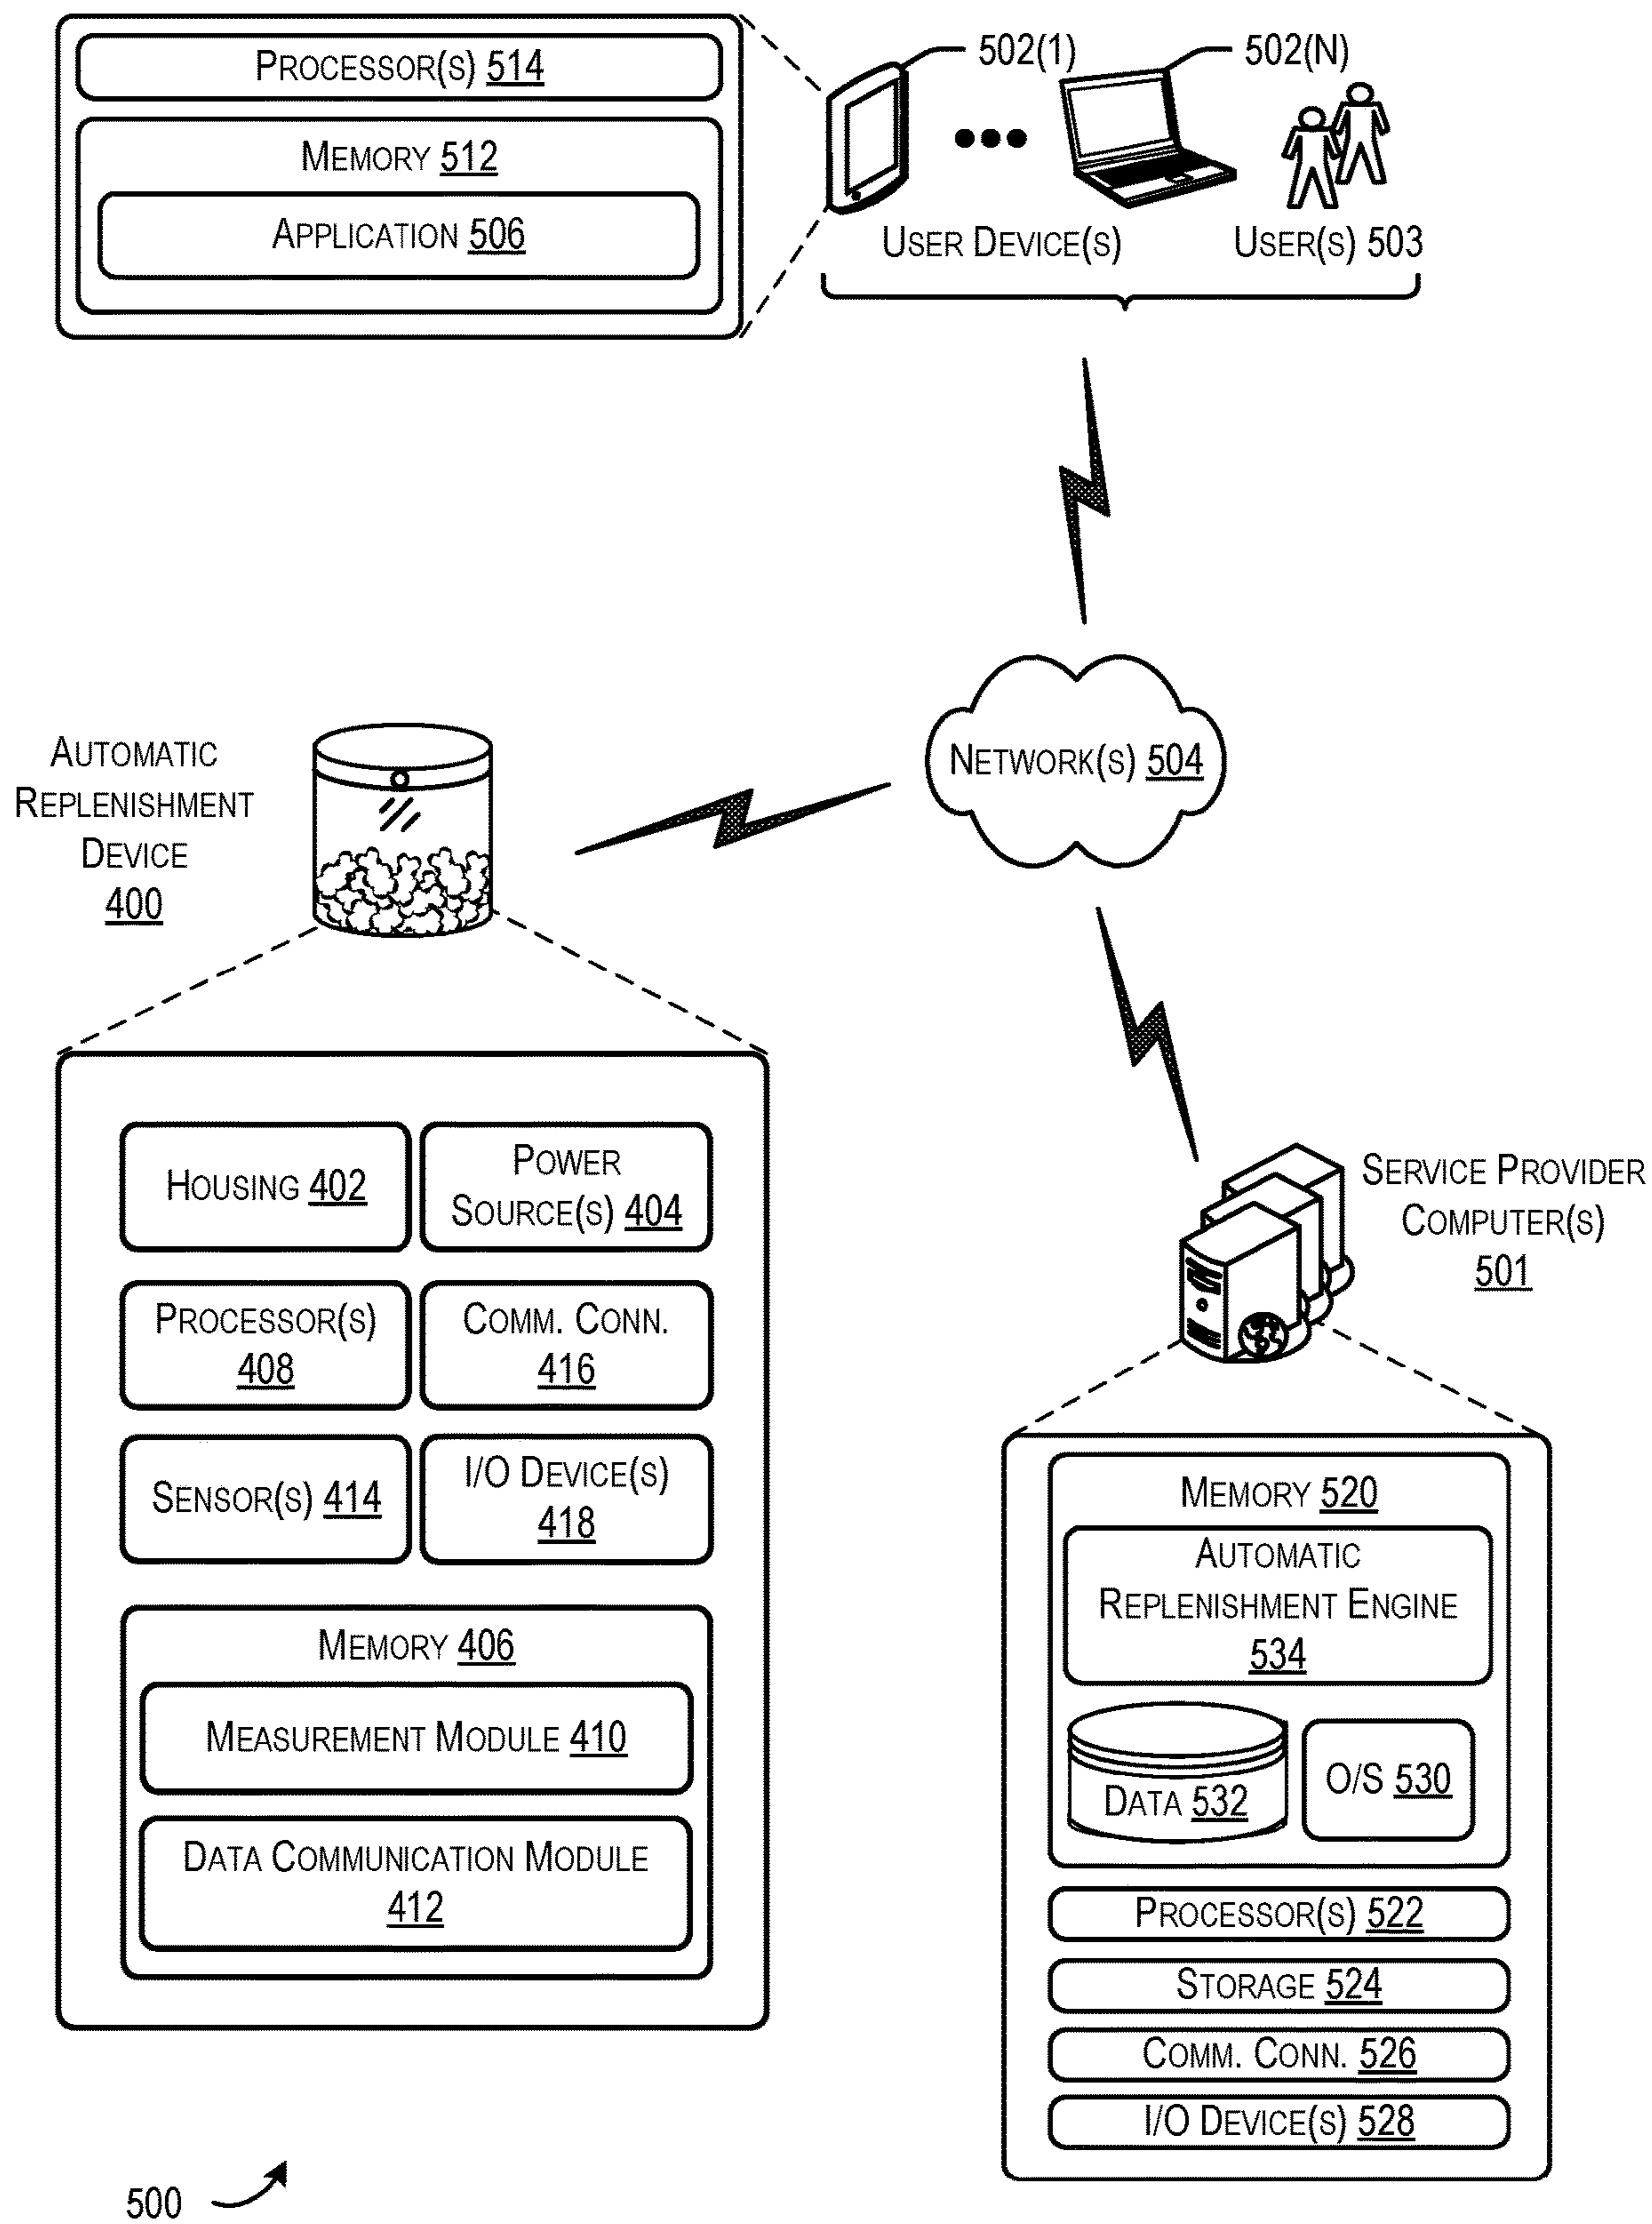 PROCESSOR(S) 514
MEMORY 512
APPLICATION 506
502(1)
502(N)
USER DEVICE(S)
USER(S) 503
NETWORK(S) 504
AUTOMATIC
REPLENISHMENT
DEVICE
400
HOUSING 402
POWER
SOURCE(S) 404
PROCESSOR(S)
408
COMM. CONN.
416
SENSOR(S) 414
I/O DEVICE(S)
418
MEMORY 406
MEASUREMENT MODULE 410
DATA COMMUNICATION MODULE
412
SERVICE PROVIDER
COMPUTER(S)
501
MEMORY 520
AUTOMATIC
REPLENISHMENT ENGINE
534
DATA 532
O/S 530
PROCESSOR(S) 522
STORAGE 524
COMM. CONN. 526
I/O DEVICE(S) 528
500